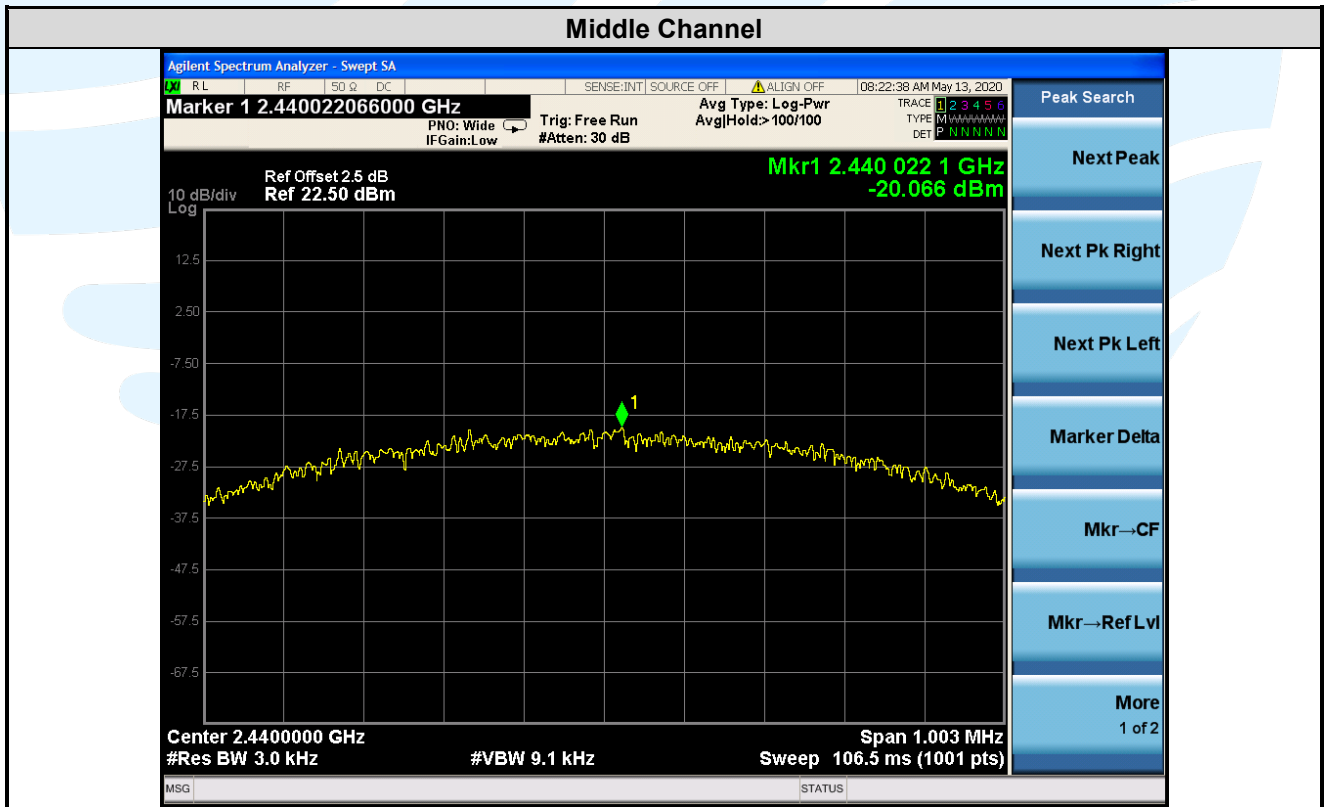 Middle Channel
Agilent Spectrum Analyzer - Swept SA
LXI RL RF 50 Ω DC SENSE:INT SOURCE OFF ALIGN OFF 08:22:38 AM May 13, 2020
Marker 1 2.440022066000 GHz
PNO: Wide
IFGain:Low
Trig: Free Run
#Atten: 30 dB
Avg Type: Log-Pwr
Avg|Hold:>100/100
TRACE 1 2 3 4 5 6
TYPE M WWWWW
DET P N N N N N
Mkr1 2.440 022 1 GHz
-20.066 dBm
Ref Offset 2.5 dB
10 dB/div Ref 22.50 dBm
Log
12.5
2.50
-7.50
-17.5
-27.5
-37.5
-47.5
-57.5
-67.5
1
Center 2.4400000 GHz Span 1.003 MHz
#Res BW 3.0 kHz #VBW 9.1 kHz Sweep 106.5 ms (1001 pts)
MSG STATUS
Peak Search
Next Peak
Next Pk Right
Next Pk Left
Marker Delta
Mkr→CF
Mkr→Ref Lvl
More
1 of 2